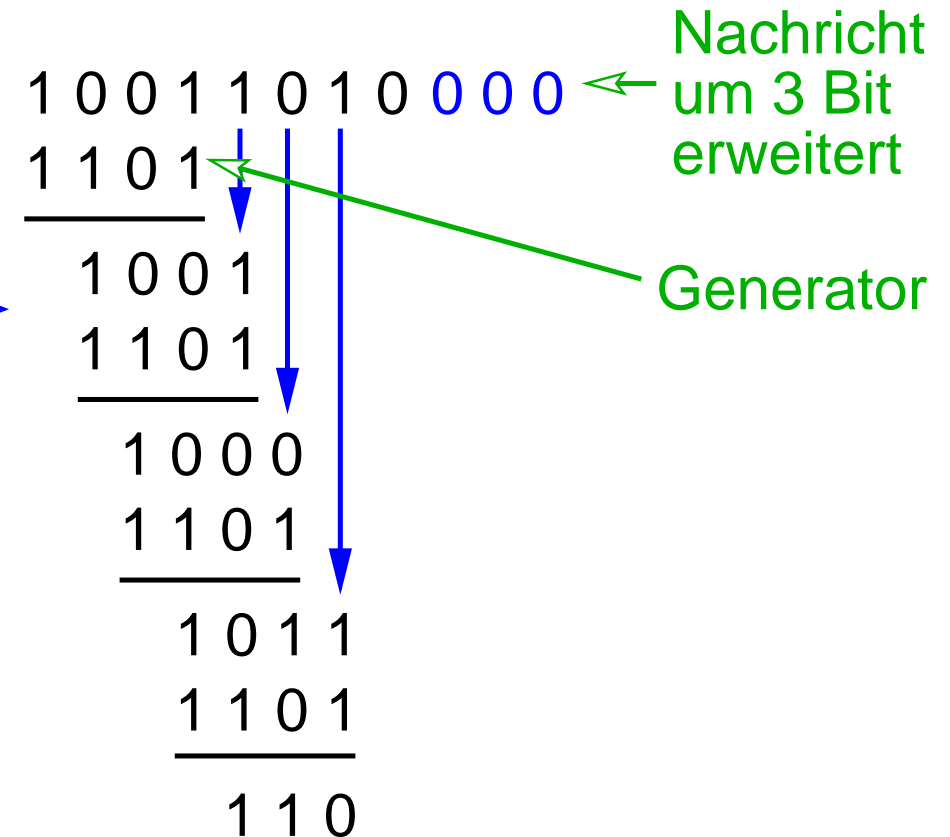 1 0 0 1 1 0 1 0 0 0 0
Nachricht
um 3 Bit
erweitert
1 1 0 1
1 0 0 1
Generator
1 1 0 1
1 0 0 0
1 1 0 1
1 0 1 1
1 1 0 1
1 1 0